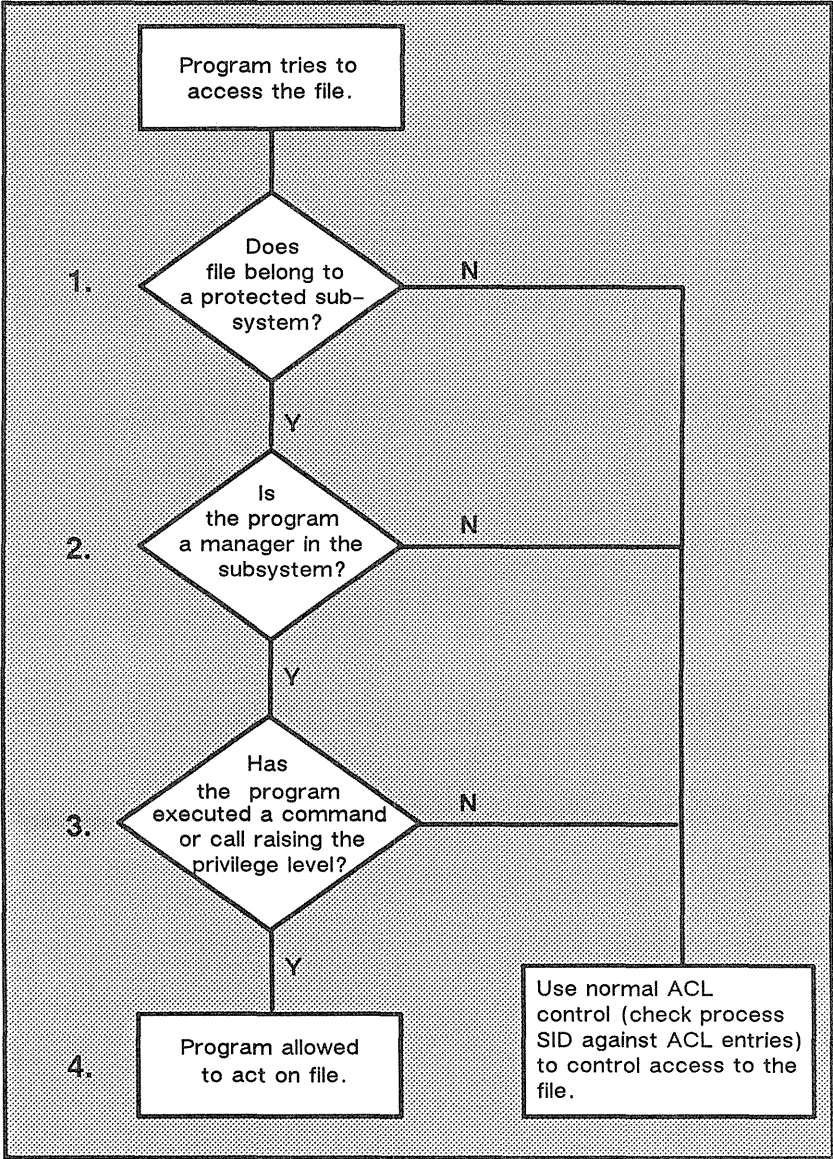 Program tries to
access the file.
1.
Does
file belong to
a protected sub-
system?
N
Y
2.
Is
the program
a manager in the
subsystem?
N
Y
3.
Has
the program
executed a command
or call raising the
privilege level?
N
Y
4.
Program allowed
to act on file.
Use normal ACL
control (check process
SID against ACL entries)
to control access to the
file.